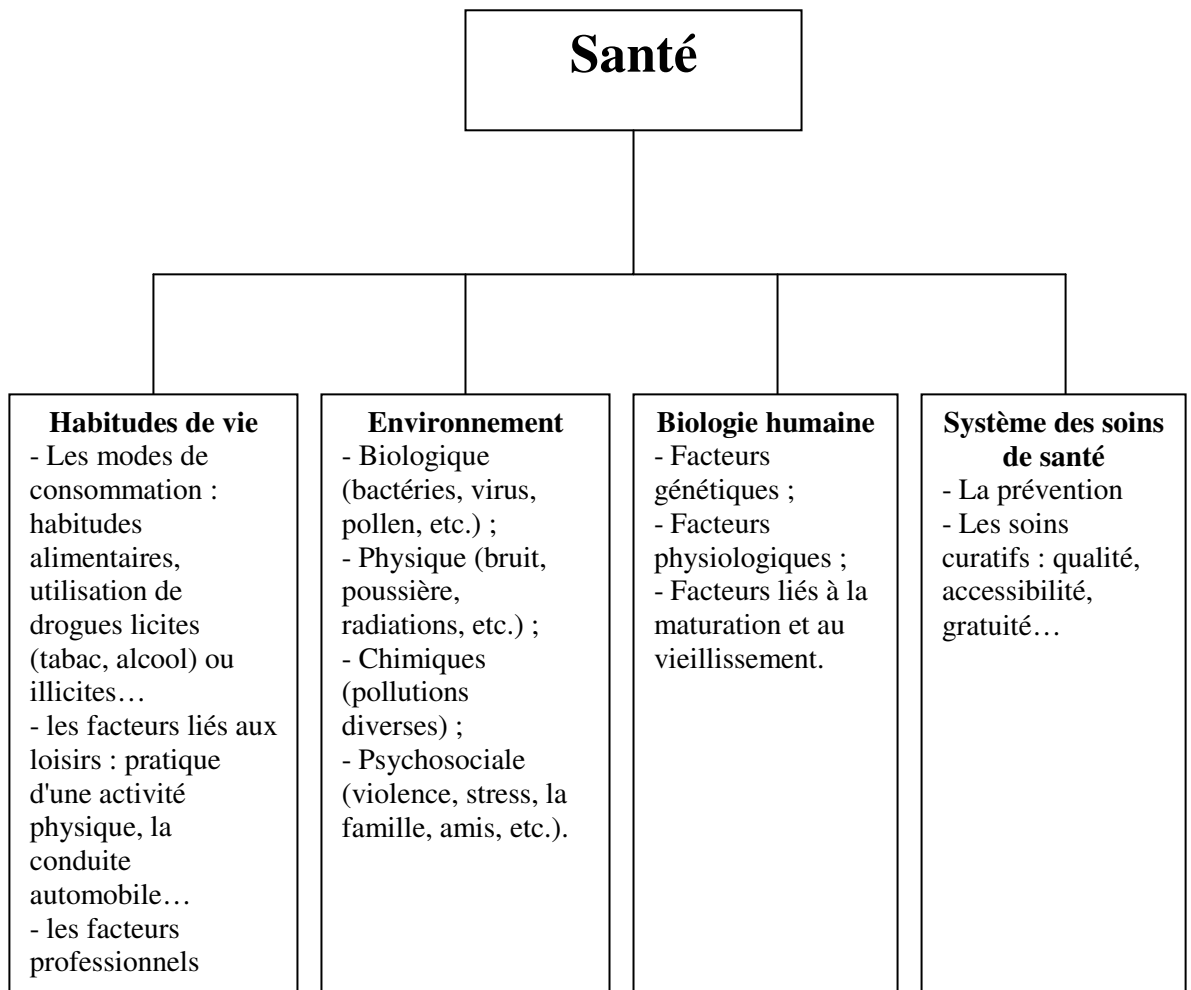 Santé
Habitudes de vie
- Les modes de
consommation :
habitudes
alimentaires,
utilisation de
drogues licites
(tabac, alcool) ou
illicites…
- les facteurs liés aux
loisirs : pratique
d'une activité
physique, la
conduite
automobile…
- les facteurs
professionnels
Environnement
- Biologique
(bactéries, virus,
pollen, etc.) ;
- Physique (bruit,
poussière,
radiations, etc.) ;
- Chimiques
(pollutions
diverses) ;
- Psychosociale
(violence, stress, la
famille, amis, etc.).
Biologie humaine
- Facteurs
génétiques ;
- Facteurs
physiologiques ;
- Facteurs liés à la
maturation et au
vieillissement.
Système des soins
de santé
- La prévention
- Les soins
curatifs : qualité,
accessibilité,
gratuité…